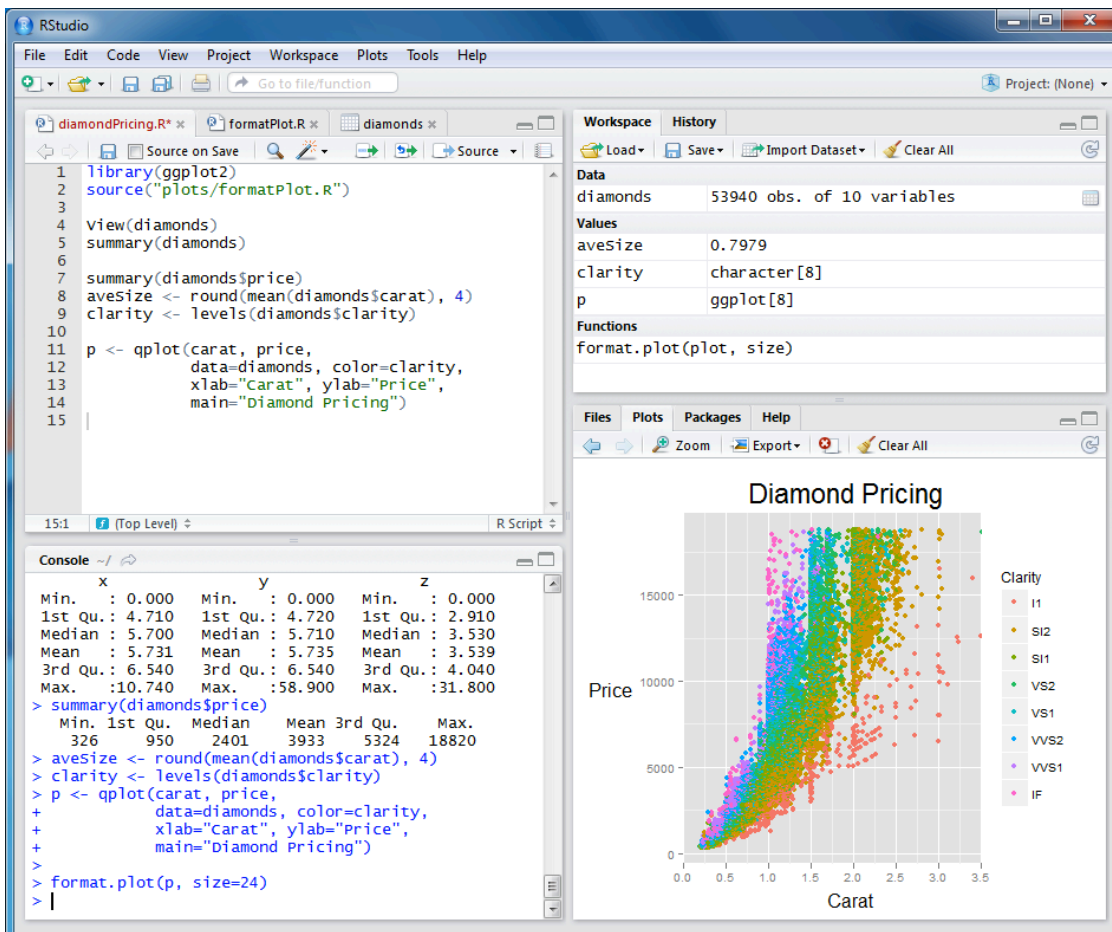 RStudio
File Edit Code View Project Workspace Plots Tools Help
Go to file/function
Project: (None)
diamondPricing.R* formatPlot.R diamonds
Source on Save Source
1 library(ggplot2)
2 source("plots/formatPlot.R")
3
4 View(diamonds)
5 summary(diamonds)
6
7 summary(diamonds$price)
8 aveSize <- round(mean(diamonds$carat), 4)
9 clarity <- levels(diamonds$clarity)
10
11 p <- qplot(carat, price,
12 data=diamonds, color=clarity,
13 xlab="Carat", ylab="Price",
14 main="Diamond Pricing")
15
15:1 (Top Level) R Script
Console ~/
x y z
Min. : 0.000 Min. : 0.000 Min. : 0.000
1st Qu.: 4.710 1st Qu.: 4.720 1st Qu.: 2.910
Median : 5.700 Median : 5.710 Median : 3.530
Mean : 5.731 Mean : 5.735 Mean : 3.539
3rd Qu.: 6.540 3rd Qu.: 6.540 3rd Qu.: 4.040
Max. :10.740 Max. :58.900 Max. :31.800
> summary(diamonds$price)
Min. 1st Qu. Median Mean 3rd Qu. Max.
326 950 2401 3933 5324 18820
> aveSize <- round(mean(diamonds$carat), 4)
> clarity <- levels(diamonds$clarity)
> p <- qplot(carat, price,
+ data=diamonds, color=clarity,
+ xlab="Carat", ylab="Price",
+ main="Diamond Pricing")
>
> format.plot(p, size=24)
>
Workspace History
Load Save Import Dataset Clear All
Data
diamonds 53940 obs. of 10 variables
Values
aveSize 0.7979
clarity character[8]
p ggplot[8]
Functions
format.plot(plot, size)
Files Plots Packages Help
Zoom Export Clear All
Diamond Pricing
Price
15000
10000
5000
0
0.0 0.5 1.0 1.5 2.0 2.5 3.0 3.5
Carat
Clarity
I1
SI2
SI1
VS2
VS1
VVS2
VVS1
IF